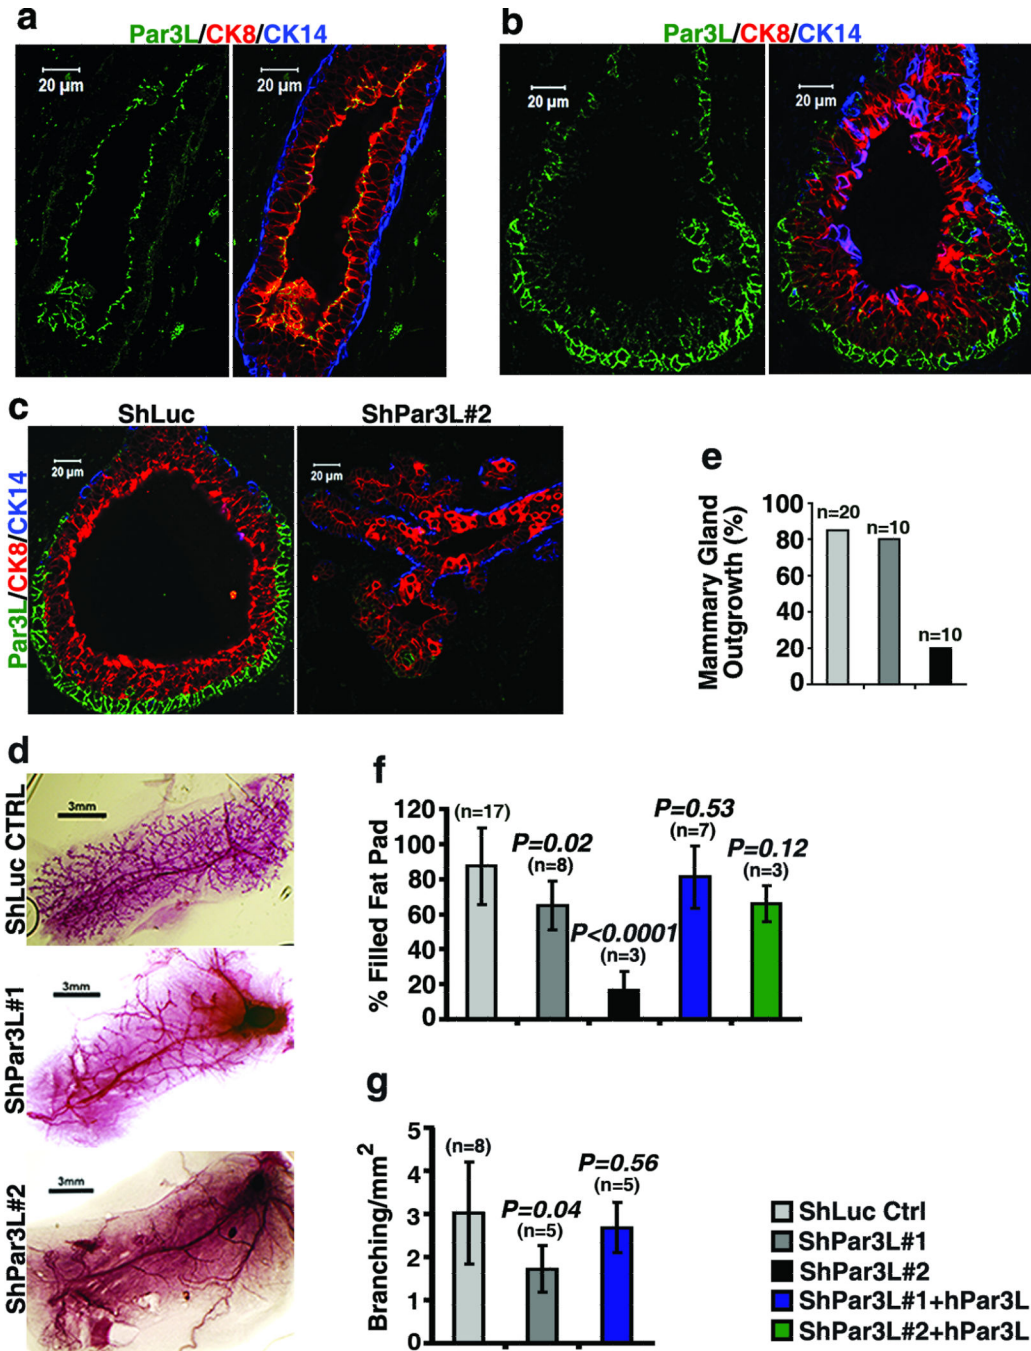 a
Par3L/CK8/CK14
20 µm
20 µm
b
Par3L/CK8/CK14
20 µm
20 µm
c
ShLuc
ShPar3L#2
Par3L/CK8/CK14
20 µm
20 µm
e
Mammary Gland
Outgrowth (%)
100
80
60
40
20
0
n=20
n=10
n=10
d
ShLuc CTRL
3mm
ShPar3L#1
3mm
ShPar3L#2
3mm
f
% Filled Fat Pad
120
100
80
60
40
20
0
(n=17)
P=0.02
(n=8)
P<0.0001
(n=3)
P=0.53
(n=7)
P=0.12
(n=3)
g
Branching/mm2
5
4
3
2
1
0
(n=8)
P=0.04
(n=5)
P=0.56
(n=5)
ShLuc Ctrl
ShPar3L#1
ShPar3L#2
ShPar3L#1+hPar3L
ShPar3L#2+hPar3L